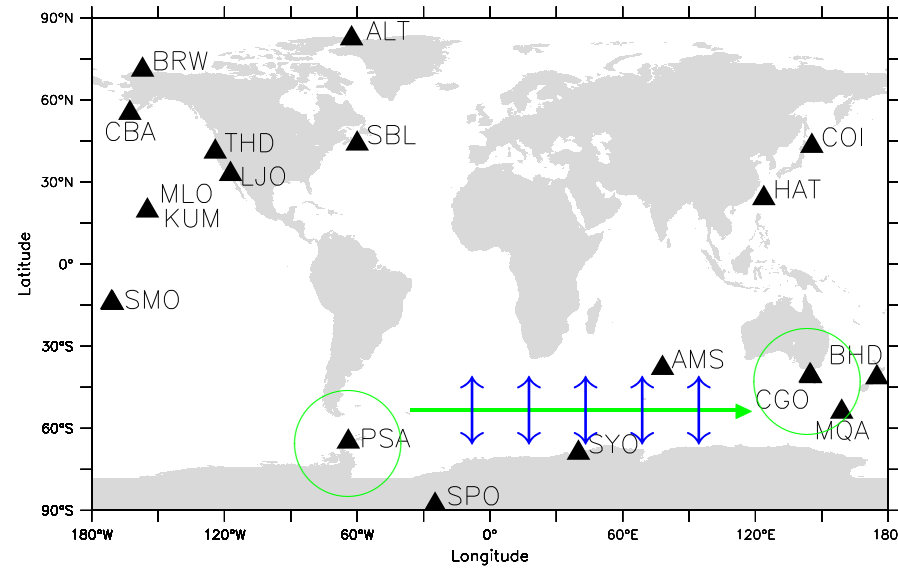 90°N
ALT
BRW
60°N
CBA
THD
SBL
COI
LJO
30°N
MLO
KUM
HAT
0°
SMO
30°S
AMS
BHD
CGO
60°S
PSA
SYO
MQA
SPO
90°S
180°W
120°W
60°W
0°
60°E
120°E
180°
Longitude
Latitude